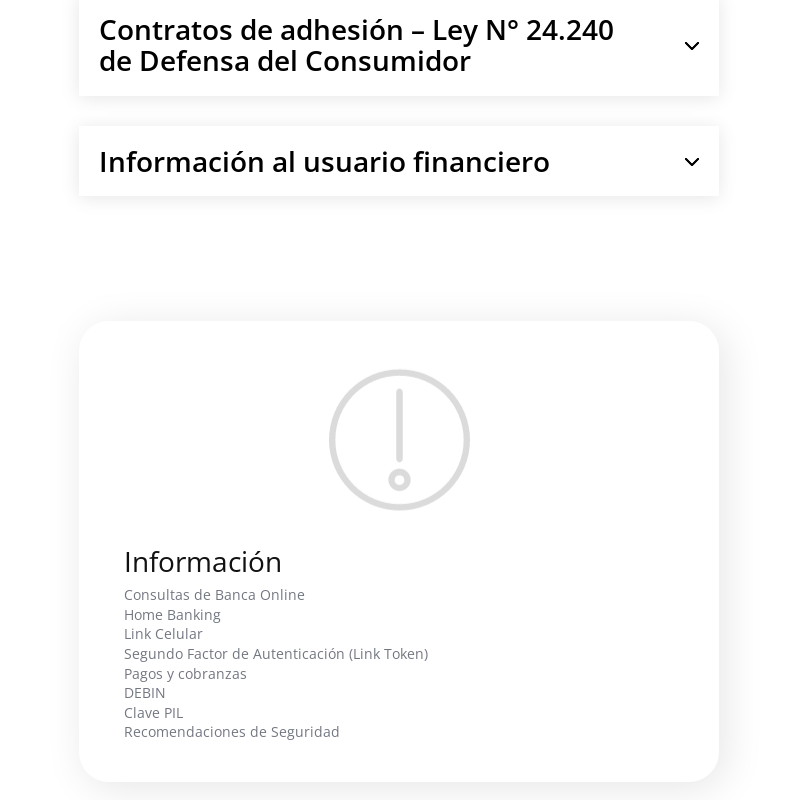 Contratos de adhesión – Ley N° 24.240
de Defensa del Consumidor
Información al usuario financiero
Información
Consultas de Banca Online
Home Banking
Link Celular
Segundo Factor de Autenticación (Link Token)
Pagos y cobranzas
DEBIN
Clave PIL
Recomendaciones de Seguridad